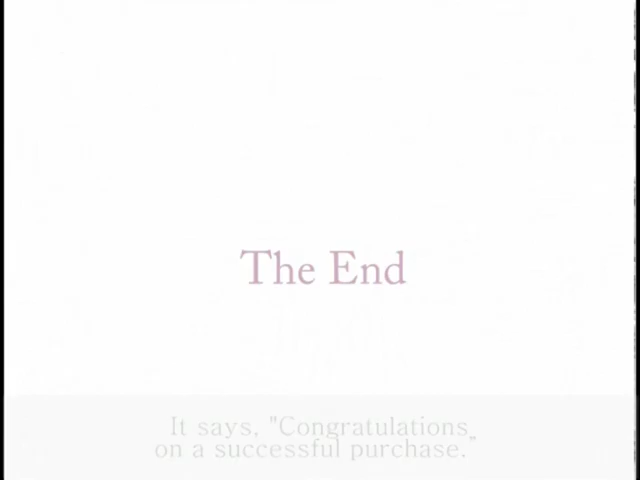 The End
It says, "Congratulations
on a successful purchase."